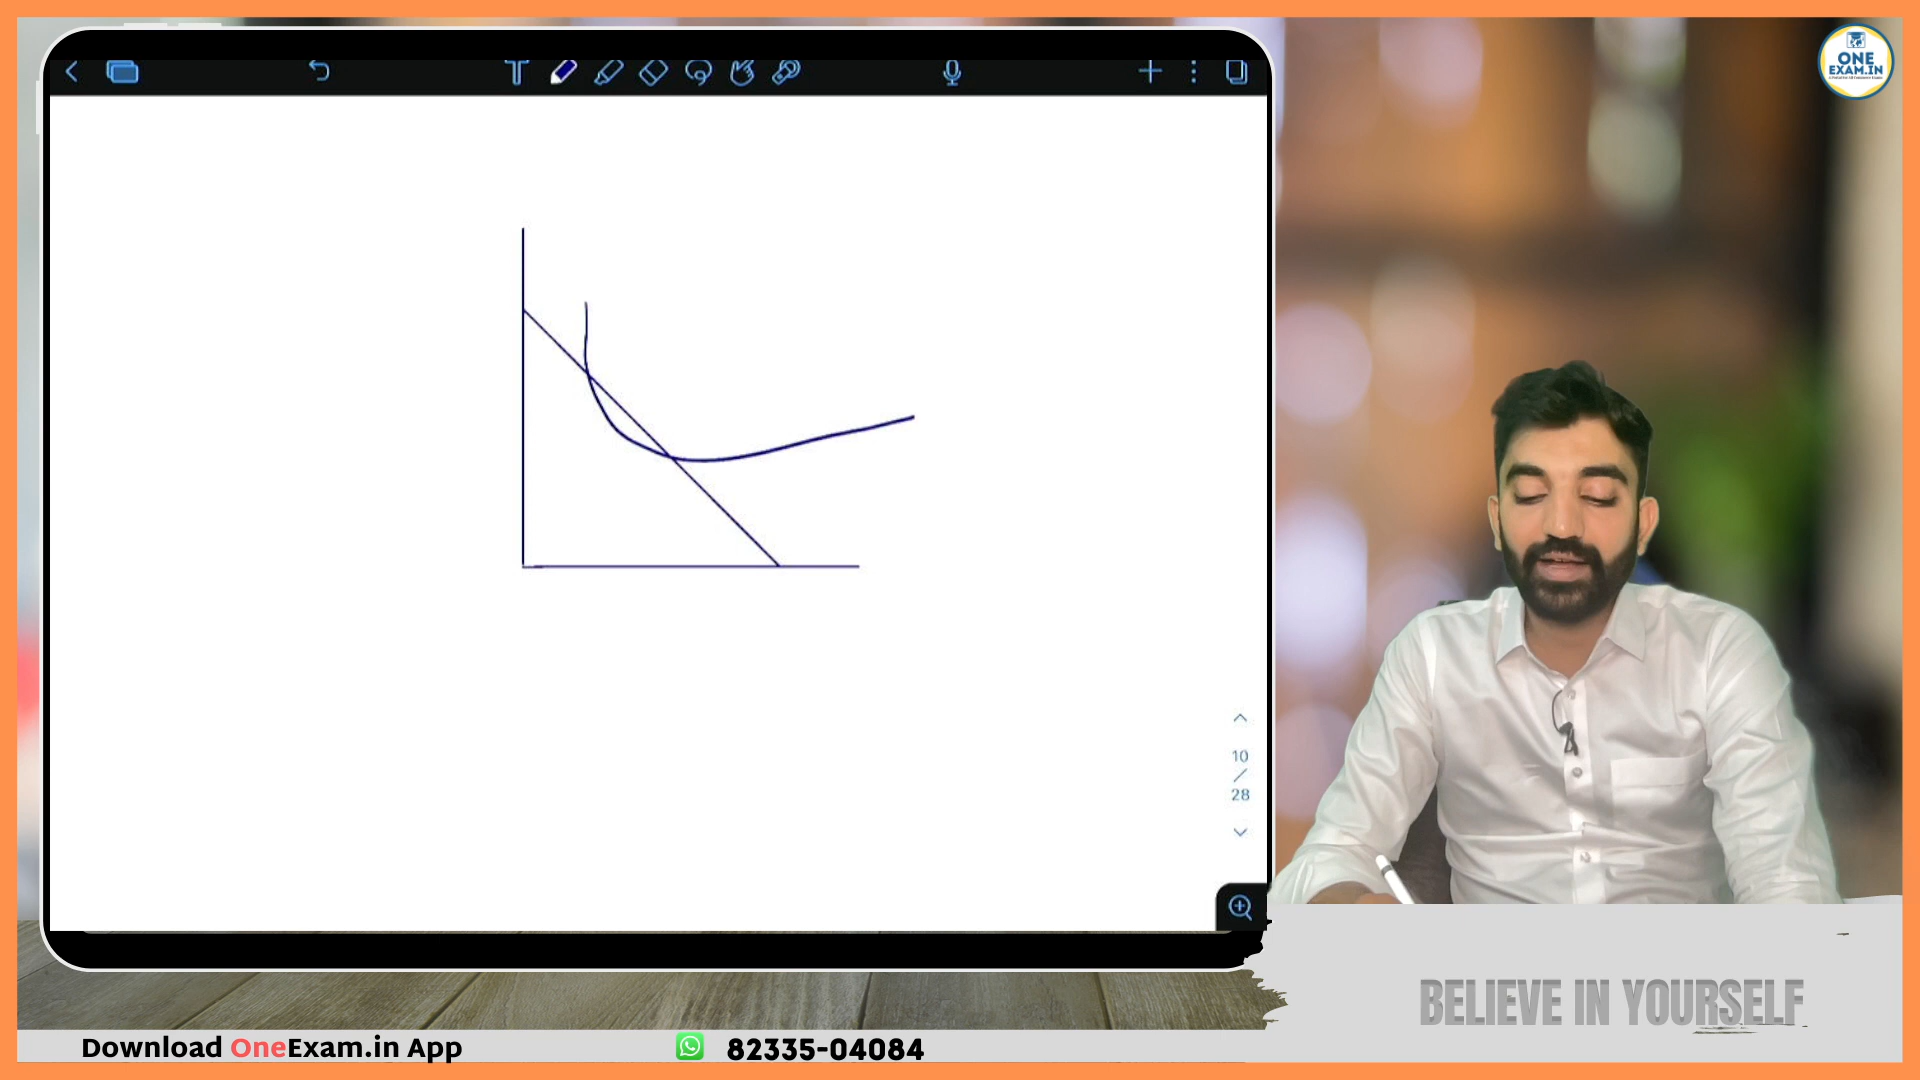 ONE
EXAM.IN
T
10
/
28
BELIEVE IN YOURSELF
Download OneExam.in App
82335-04084